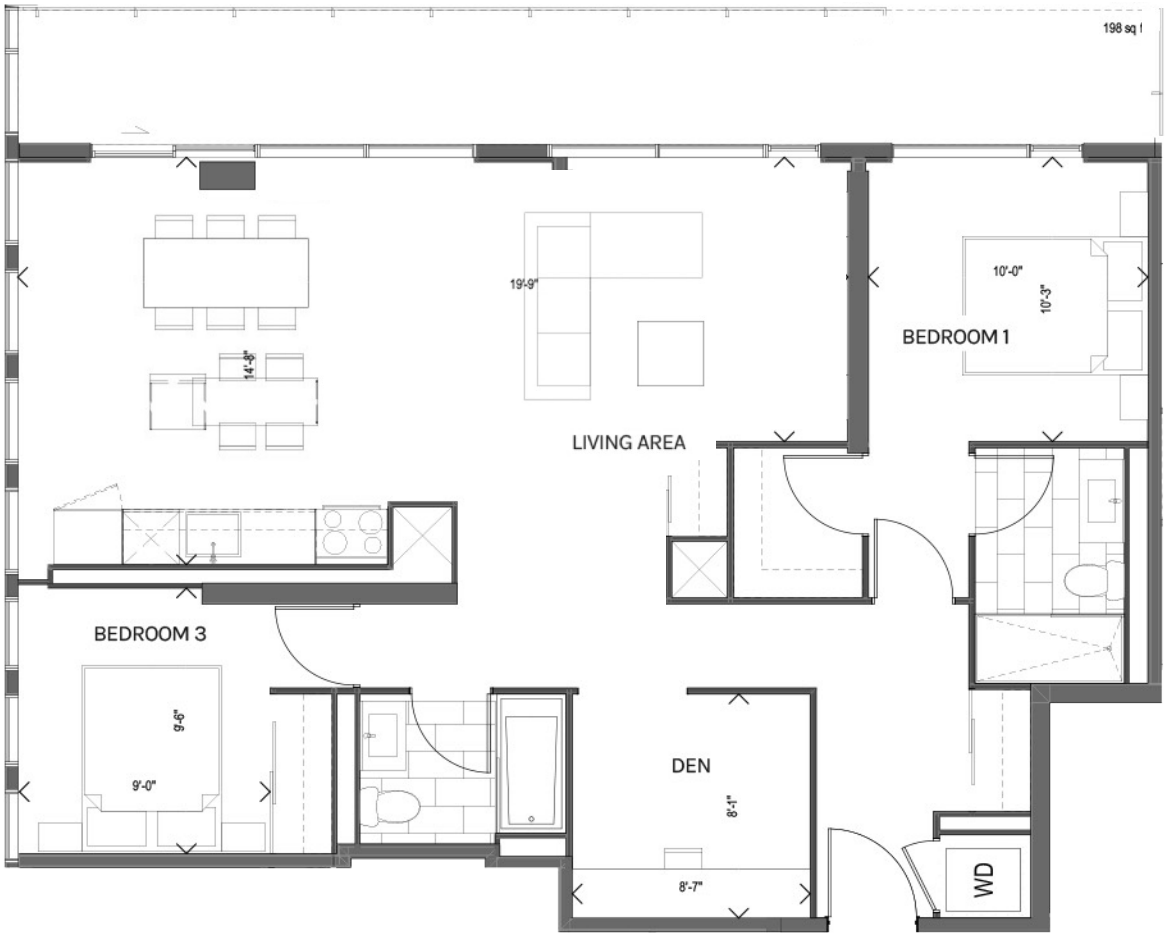 198 sq f
10'-0"
10'-3"
19'-9"
BEDROOM 1
14'-8"
LIVING AREA
BEDROOM 3
9'-6"
9'-0"
DEN
8'-1"
8'-7"
WD